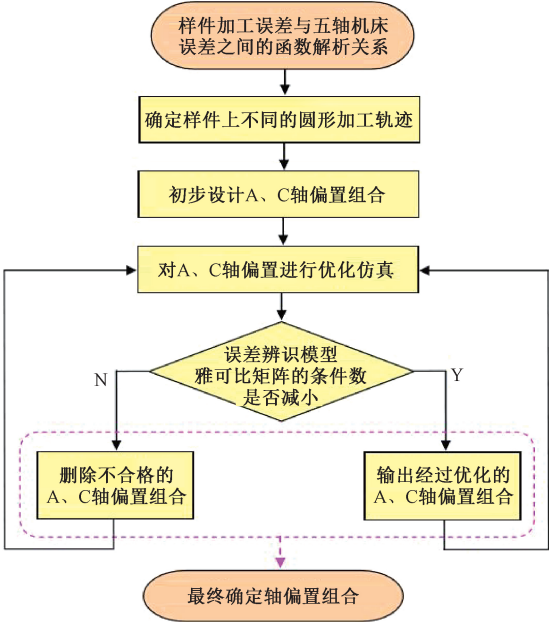 样件加工误差与五轴机床
误差之间的函数解析关系
确定样件上不同的圆形加工轨迹
初步设计A、C轴偏置组合
对A、C轴偏置进行优化仿真
误差辨识模型
雅可比矩阵的条件数
是否减小
N
Y
删除不合格的
A、C轴偏置组合
输出经过优化的
A、C轴偏置组合
最终确定轴偏置组合